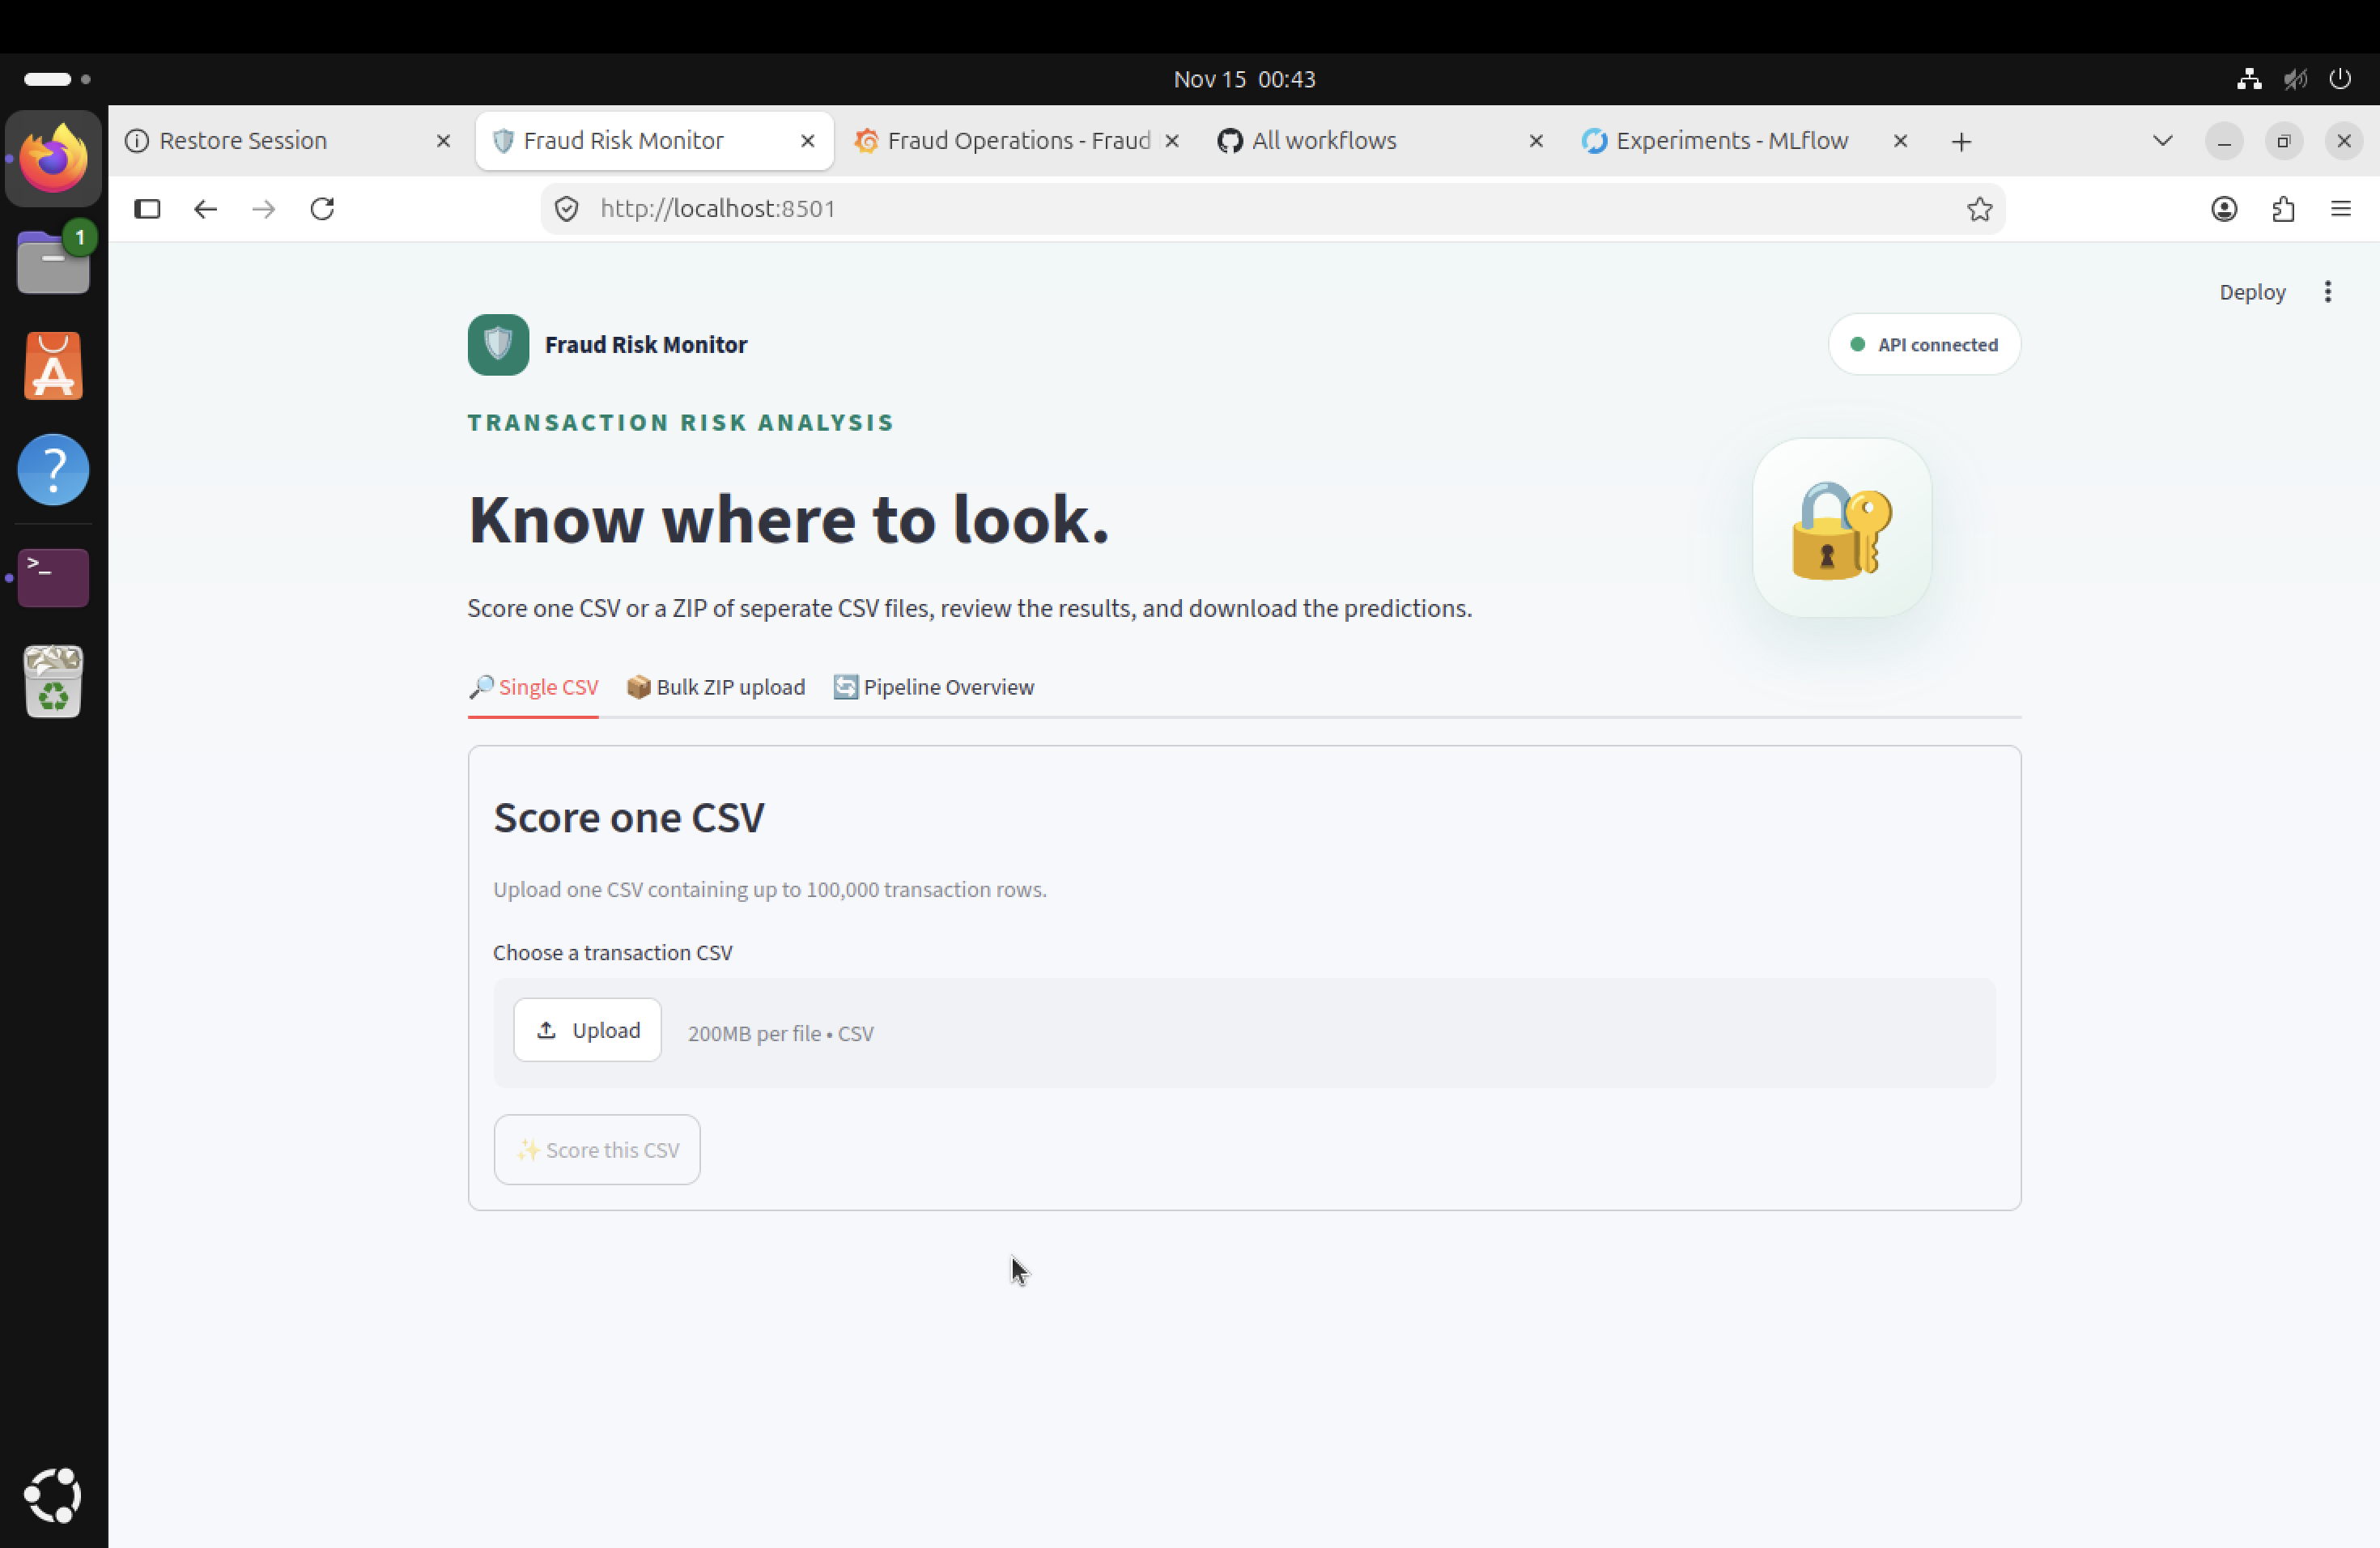 Nov 15 00:43
Restore Session
Fraud Risk Monitor
Fraud Operations - Fraud
All workflows
Experiments - MLflow
http://localhost:8501
1
Deploy
Fraud Risk Monitor
API connected
TRANSACTION RISK ANALYSIS
Know where to look.
Score one CSV or a ZIP of seperate CSV files, review the results, and download the predictions.
Single CSV
Bulk ZIP upload
Pipeline Overview
Score one CSV
Upload one CSV containing up to 100,000 transaction rows.
Choose a transaction CSV
Upload
200MB per file • CSV
Score this CSV